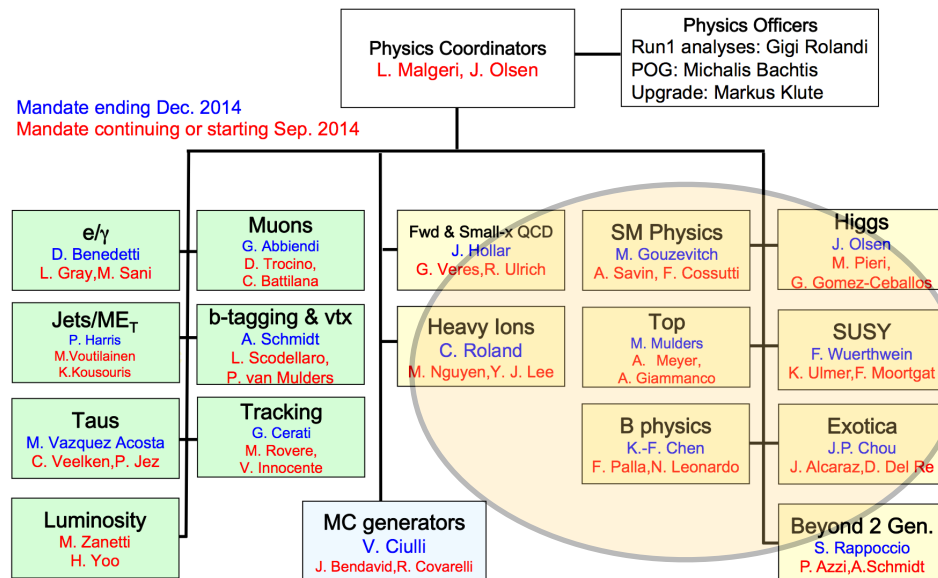 Physics Coordinators
L. Malgeri, J. Olsen
Physics Officers
Run1 analyses: Gigi Rolandi
POG: Michalis Bachtis
Upgrade: Markus Klute
Mandate ending Dec. 2014
Mandate continuing or starting Sep. 2014
e/γ
D. Benedetti
L. Gray,M. Sani
Muons
G. Abbiendi
D. Trocino,
C. Battilana
Fwd & Small-x QCD
J. Hollar
G. Veres,R. Ulrich
SM Physics
M. Gouzevitch
A. Savin, F. Cossutti
Higgs
J. Olsen
M. Pieri,
G. Gomez-Ceballos
Jets/MET
P. Harris
M.Voutilainen
K.Kousouris
b-tagging & vtx
A. Schmidt
L. Scodellaro,
P. van Mulders
Heavy Ions
C. Roland
M. Nguyen,Y. J. Lee
Top
M. Mulders
A. Meyer,
A. Giammanco
SUSY
F. Wuerthwein
K. Ulmer,F. Moortgat
Taus
M. Vazquez Acosta
C. Veelken,P. Jez
Tracking
G. Cerati
M. Rovere,
V. Innocente
B physics
K.-F. Chen
F. Palla,N. Leonardo
Exotica
J.P. Chou
J. Alcaraz,D. Del Re
Luminosity
M. Zanetti
H. Yoo
MC generators
V. Ciulli
J. Bendavid,R. Covarelli
Beyond 2 Gen.
S. Rappoccio
P. Azzi,A.Schmidt